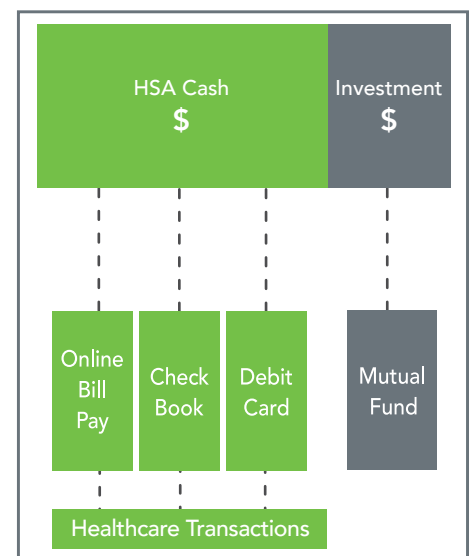 HSA Cash
$
Investment
$
Online
Bill
Pay
Check
Book
Debit
Card
Mutual
Fund
Healthcare Transactions